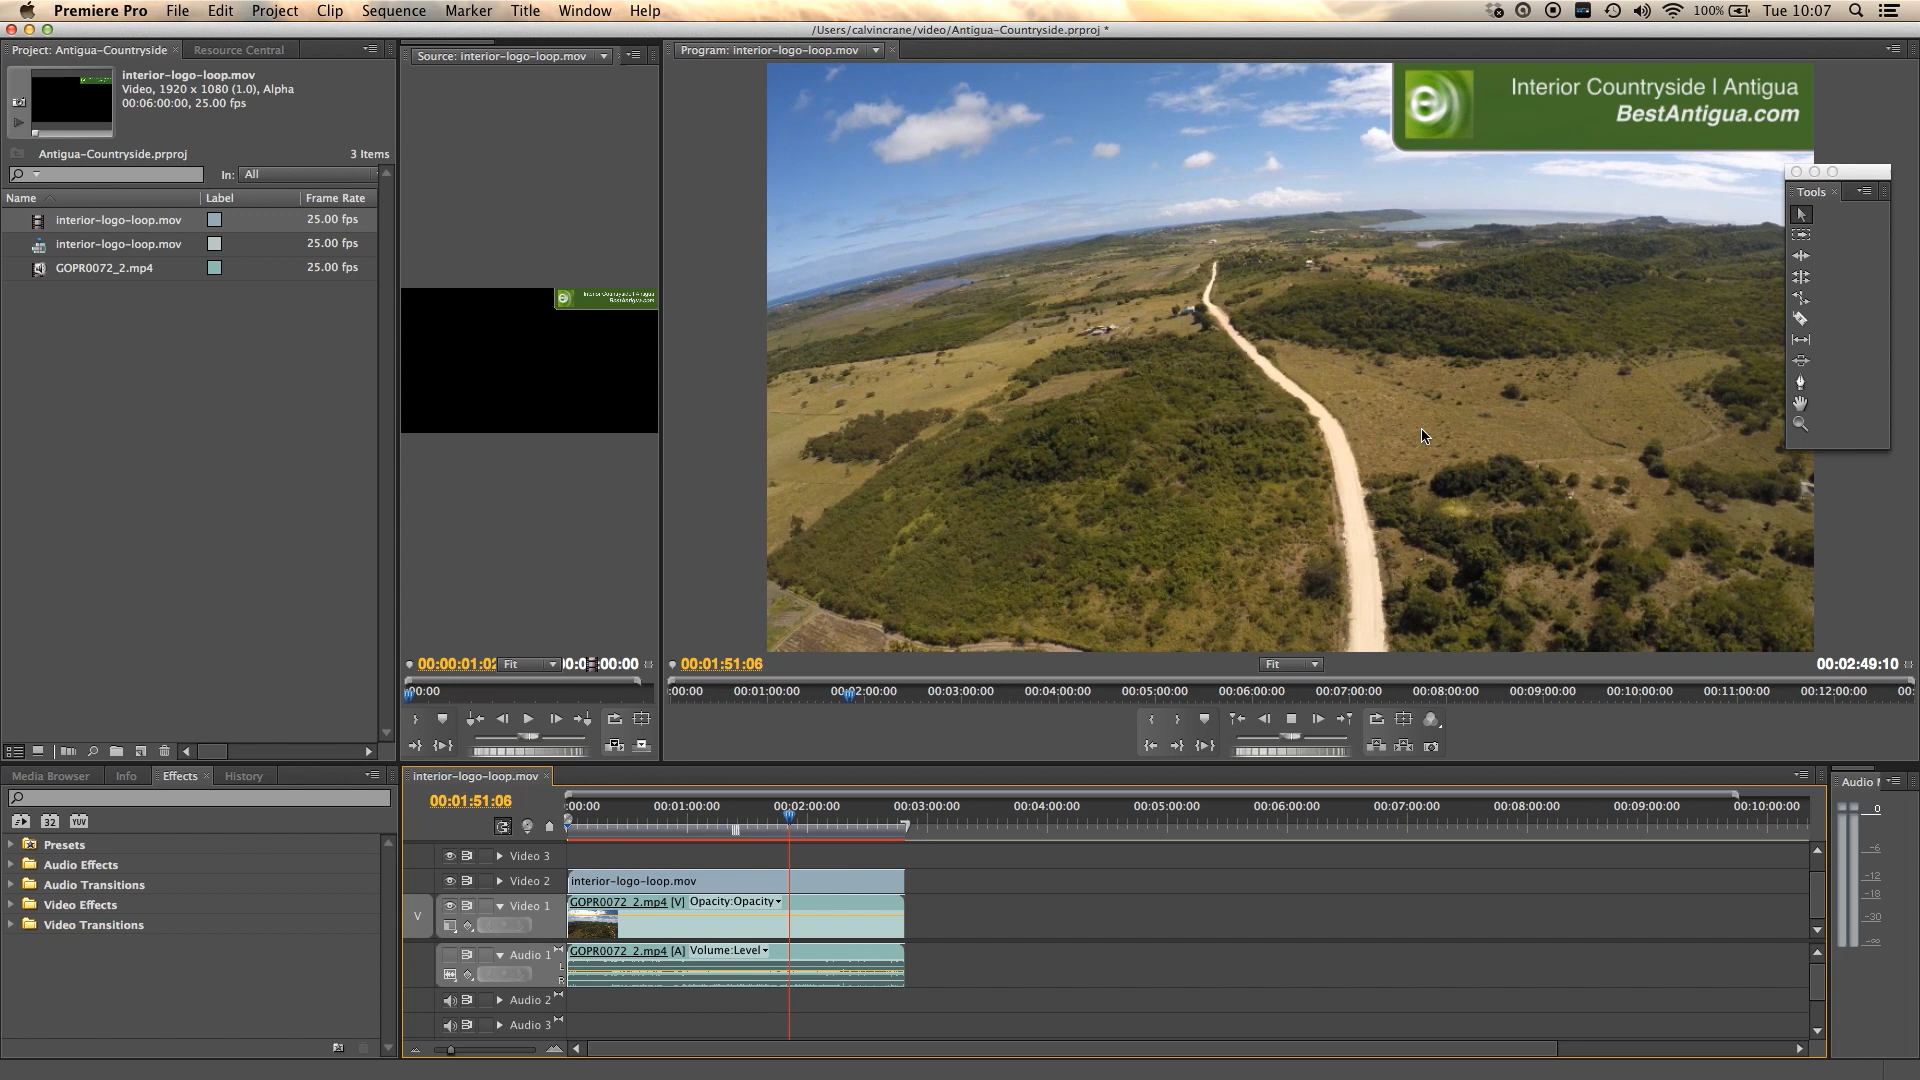 Premiere Pro File Edit Project Clip Sequence Marker Title Window Help
100% Tue 10:07
/Users/calvincrane/video/Antigua-Countryside.prproj *
Project: Antigua-Countryside
Resource Central
interior-logo-loop.mov
Video, 1920 x 1080 (1.0), Alpha
00:06:00:00, 25.00 fps
Antigua-Countryside.prproj
3 Items
In: All
Name Label Frame Rate
interior-logo-loop.mov 25.00 fps
interior-logo-loop.mov 25.00 fps
GOPR0072_2.mp4 25.00 fps
Source: interior-logo-loop.mov
Interior Countryside | Antigua
BestAntigua.com
00:00:01:02 Fit 00:00
00:00
Program: interior-logo-loop.mov
Interior Countryside | Antigua
BestAntigua.com
Tools
00:01:51:06 Fit 00:02:49:10
:00:00 00:01:00:00 00:02:00:00 00:03:00:00 00:04:00:00 00:05:00:00 00:06:00:00 00:07:00:00 00:08:00:00 00:09:00:00 00:10:00:00 00:11:00:00 00:12:00:00 00:
Media Browser Info Effects History
32 YUV
Presets
Audio Effects
Audio Transitions
Video Effects
Video Transitions
interior-logo-loop.mov
00:01:51:06
:00:00 00:01:00:00 00:02:00:00 00:03:00:00 00:04:00:00 00:05:00:00 00:06:00:00 00:07:00:00 00:08:00:00 00:09:00:00 00:10:00:00
Video 3
Video 2 interior-logo-loop.mov
V Video 1 GOPR0072_2.mp4 [V] Opacity:Opacity
Audio 1 GOPR0072_2.mp4 [A] Volume:Level
L
R
Audio 2
Audio 3
Audio
0
-6
-12
-18
-30
-∞